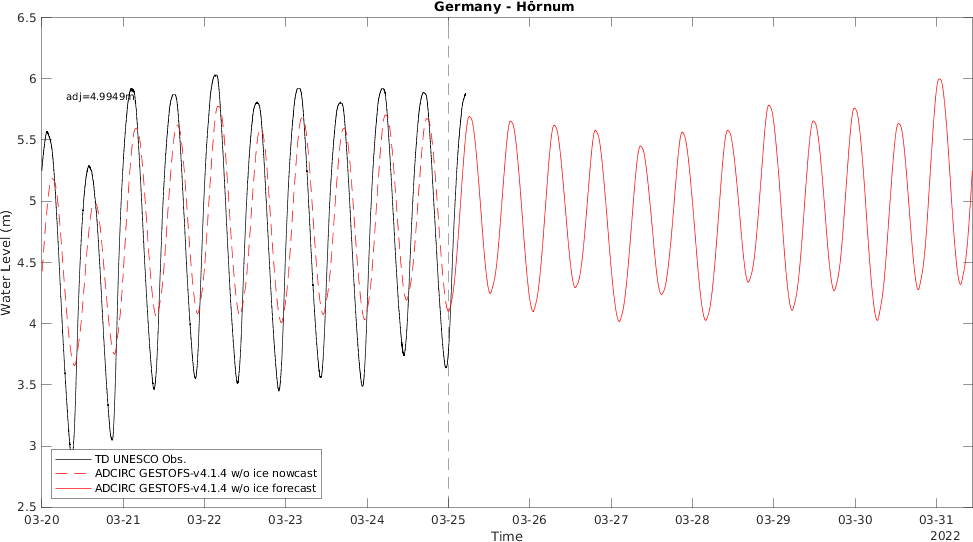 Germany - Hörnum
6.5
6
5.5
5
4.5
4
3.5
3
2.5
Water Level (m)
adj=4.9949m
TD UNESCO Obs.
ADCIRC GESTOFS-v4.1.4 w/o ice nowcast
ADCIRC GESTOFS-v4.1.4 w/o ice forecast
03-20 03-21 03-22 03-23 03-24 03-25 03-26 03-27 03-28 03-29 03-30 03-31
2022
Time